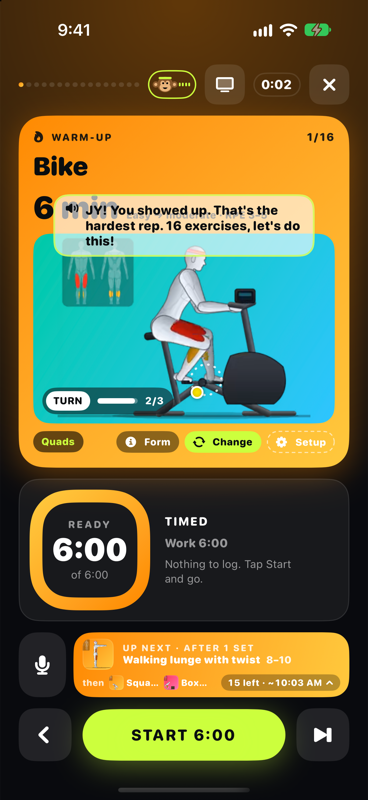 9:41
0:02
WARM-UP
1/16
Bike
6 min
JY! You showed up. That's the
hardest rep. 16 exercises, let's do
this!
TURN
2/3
Quads
Form
Change
Setup
READY
6:00
of 6:00
TIMED
Work 6:00
Nothing to log. Tap Start
and go.
UP NEXT · AFTER 1 SET
Walking lunge with twist 8–10
then Squa... Box...
15 left · ~10:03 AM
START 6:00